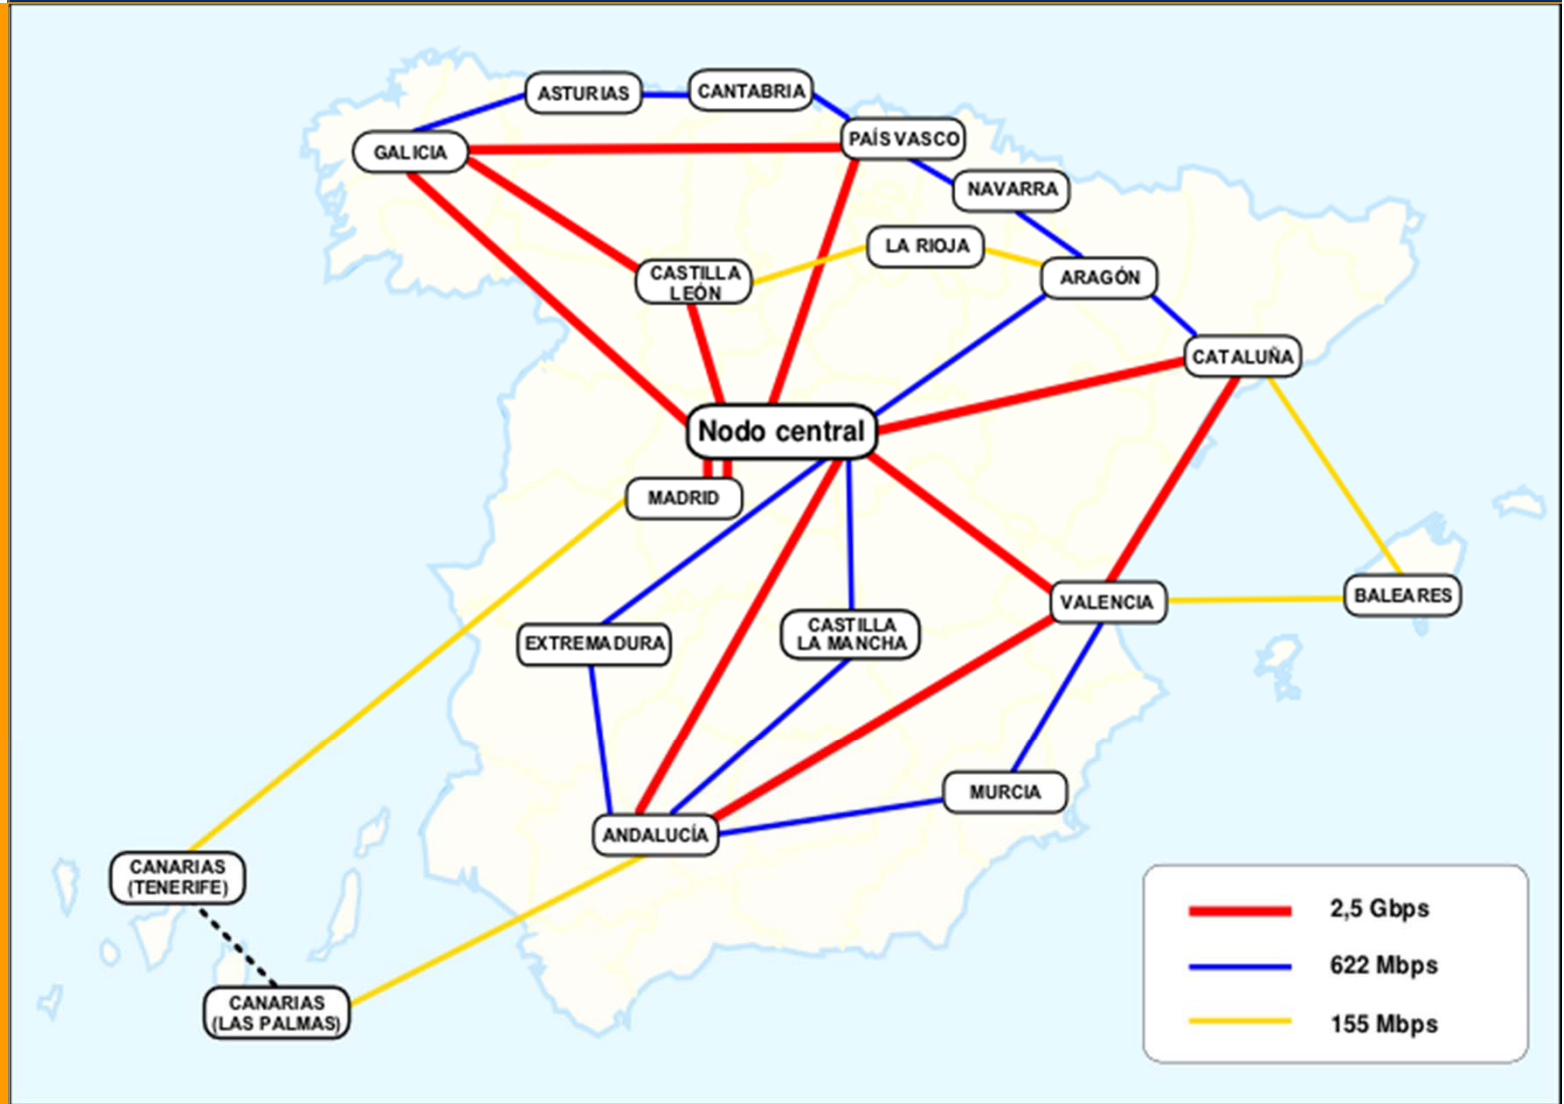 ASTURIAS
CANTABRIA
PAÍS VASCO
GALICIA
NAVARRA
LA RIOJA
CASTILLA
LEÓN
ARAGÓN
CATALUÑA
Nodo central
MADRID
VALENCIA
BALEARES
CASTILLA
LA MANCHA
EXTREMADURA
MURCIA
ANDALUCÍA
CANARIAS
(TENERIFE)
CANARIAS
(LAS PALMAS)
2,5 Gbps
622 Mbps
155 Mbps